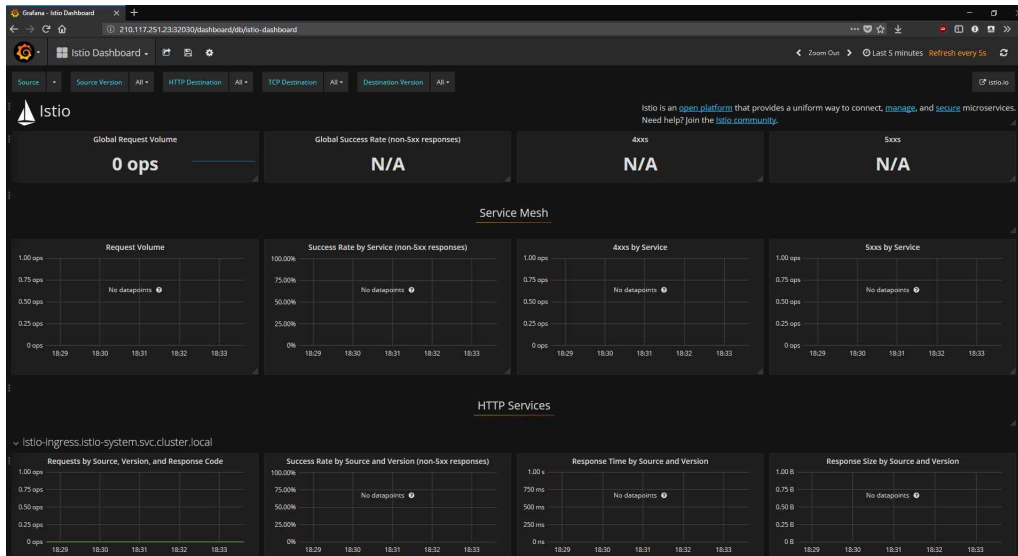 Grafana - Istio Dashboard
210.117.251.23:32030/dashboard/db/istio-dashboard
Istio Dashboard
Zoom Out Last 5 minutes Refresh every 5s
Source Source Version All HTTP Destination All TCP Destination All Destination Version All istio.io
Istio
Istio is an open platform that provides a uniform way to connect, manage, and secure microservices.
Need help? Join the Istio community.
Global Request Volume Global Success Rate (non-5xx responses) 4xxs 5xxs
0 ops N/A N/A N/A
Service Mesh
Request Volume Success Rate by Service (non-5xx responses) 4xxs by Service 5xxs by Service
1.00 ops 100.00% 1.00 ops 1.00 ops
0.75 ops 75.00% 0.75 ops 0.75 ops
No datapoints No datapoints No datapoints No datapoints
0.50 ops 50.00% 0.50 ops 0.50 ops
0.25 ops 25.00% 0.25 ops 0.25 ops
0 ops 0% 0 ops 0 ops
18:29 18:30 18:31 18:32 18:33 18:29 18:30 18:31 18:32 18:33 18:29 18:30 18:31 18:32 18:33 18:29 18:30 18:31 18:32 18:33
HTTP Services
istio-ingress.istio-system.svc.cluster.local
Requests by Source, Version, and Response Code Success Rate by Source and Version (non-5xx responses) Response Time by Source and Version Response Size by Source and Version
1.00 ops 100.00% 1.00 s 1.00 B
0.75 ops 75.00% 750 ms 0.75 B
No datapoints No datapoints No datapoints
0.50 ops 50.00% 500 ms 0.50 B
0.25 ops 25.00% 250 ms 0.25 B
0 ops 0% 0 ns 0 B
18:29 18:30 18:31 18:32 18:33 18:29 18:30 18:31 18:32 18:33 18:29 18:30 18:31 18:32 18:33 18:29 18:30 18:31 18:32 18:33